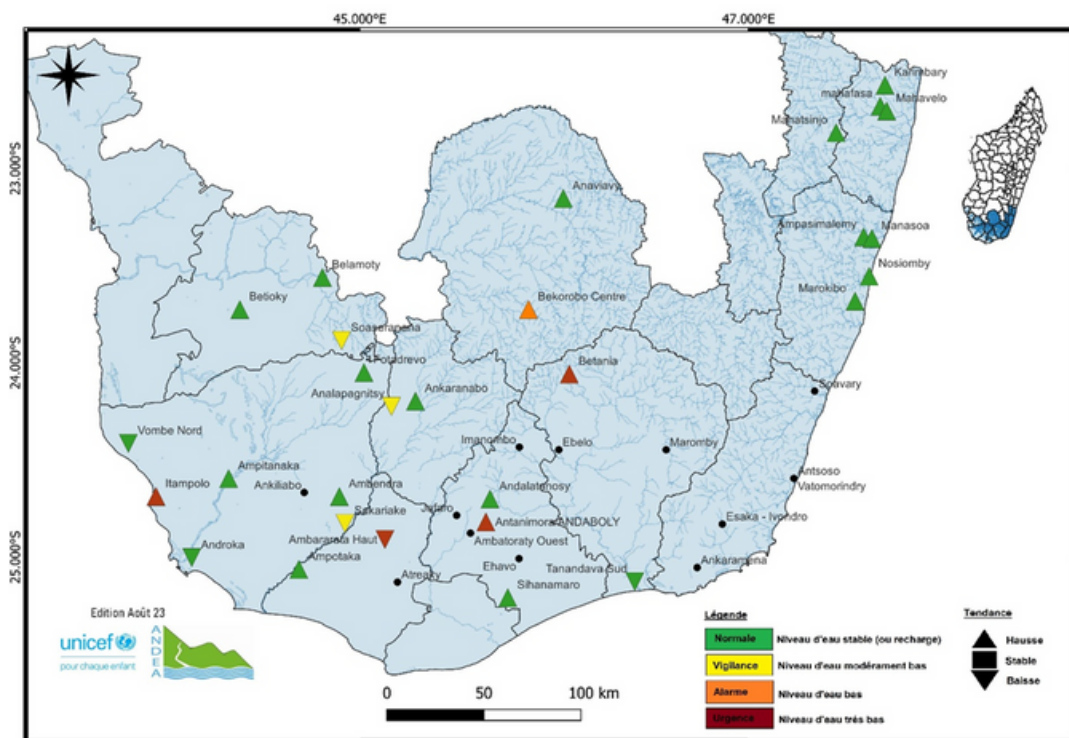 45.000°E
47.000°E
23.000°S
24.000°S
25.000°S
Karimbary
mahafasa
Mahavelo
Mahatsinjo
Anaviavy
Ampasimalemy
Manasoa
Nosiomby
Marokibo
Belamoty
Betioky
Bekorobo Centre
Soaserapena
Fotadrevo
Betania
Analapagnitsy
Ankaranabo
Soavary
Vombe Nord
Imanombo
Ebelo
Maromby
Ampitanaka
Itampolo
Ankiliabo
Ambendra
Andalatanosy
Antsoso
Vatomorindry
Sakariake
Jafaro
Antanimora ANDABOLY
Esaka - Ivondro
Ambararata Haut
Ambatoraty Ouest
Androka
Ampotaka
Ehavo
Tanandava Sud
Ankaramena
Atreaky
Sihanamaro
Edition Août 23
unicef
pour chaque enfant
ANDEA
0
50
100 km
Légende
Normale
Niveau d'eau stable (ou recharge)
Vigilance
Niveau d'eau modérament bas
Alarme
Niveau d'eau bas
Urgence
Niveau d'eau trés bas
Tendance
Hausse
Stable
Baisse